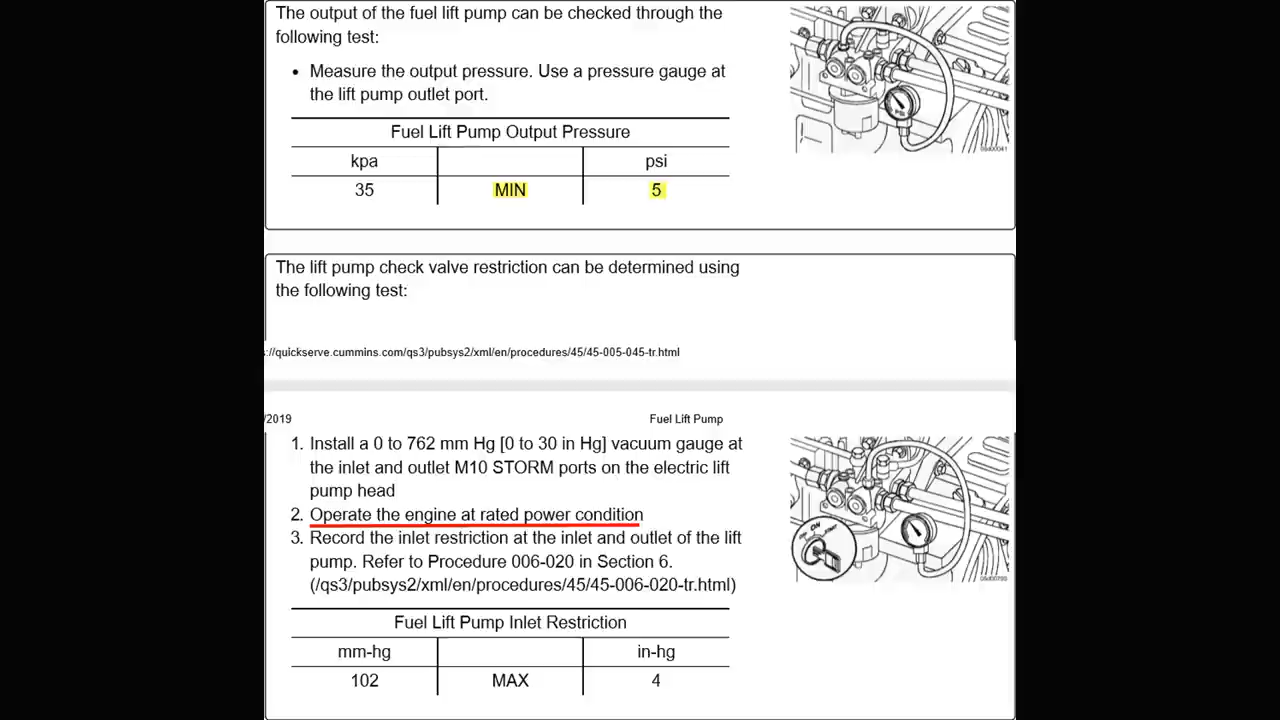 The output of the fuel lift pump can be checked through the
following test:
• Measure the output pressure. Use a pressure gauge at
the lift pump outlet port.
Fuel Lift Pump Output Pressure
kpa psi
35 MIN 5
The lift pump check valve restriction can be determined using
the following test:
://quickserve.cummins.com/qs3/pubsys2/xml/en/procedures/45/45-005-045-tr.html
/2019 Fuel Lift Pump
1. Install a 0 to 762 mm Hg [0 to 30 in Hg] vacuum gauge at
the inlet and outlet M10 STORM ports on the electric lift
pump head
2. Operate the engine at rated power condition
3. Record the inlet restriction at the inlet and outlet of the lift
pump. Refer to Procedure 006-020 in Section 6.
(/qs3/pubsys2/xml/en/procedures/45/45-006-020-tr.html)
ON
Fuel Lift Pump Inlet Restriction
mm-hg in-hg
102 MAX 4